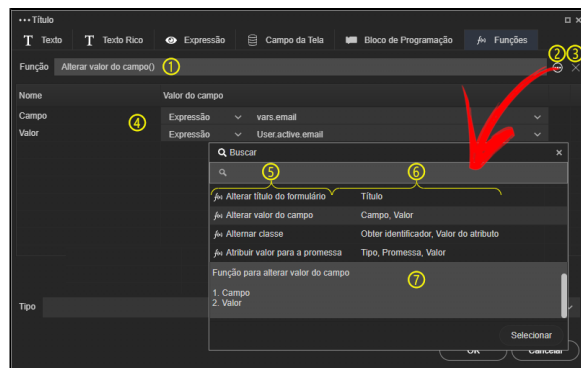 ••• Título
T Texto T Texto Rico Expressão Campo da Tela Bloco de Programação f(x) Funções
Função Alterar valor do campo() 1 2 3
Nome Valor do campo
Campo Expressão vars.email
Valor 4 Expressão User.active.email
Buscar ×
5 6
f(x) Alterar título do formulário Título
f(x) Alterar valor do campo Campo, Valor
f(x) Alternar classe Obter identificador, Valor do atributo
f(x) Atribuir valor para a promessa Tipo, Promessa, Valor
Função para alterar valor do campo 7
1. Campo
2. Valor
Tipo
Selecionar
OK Cancelar